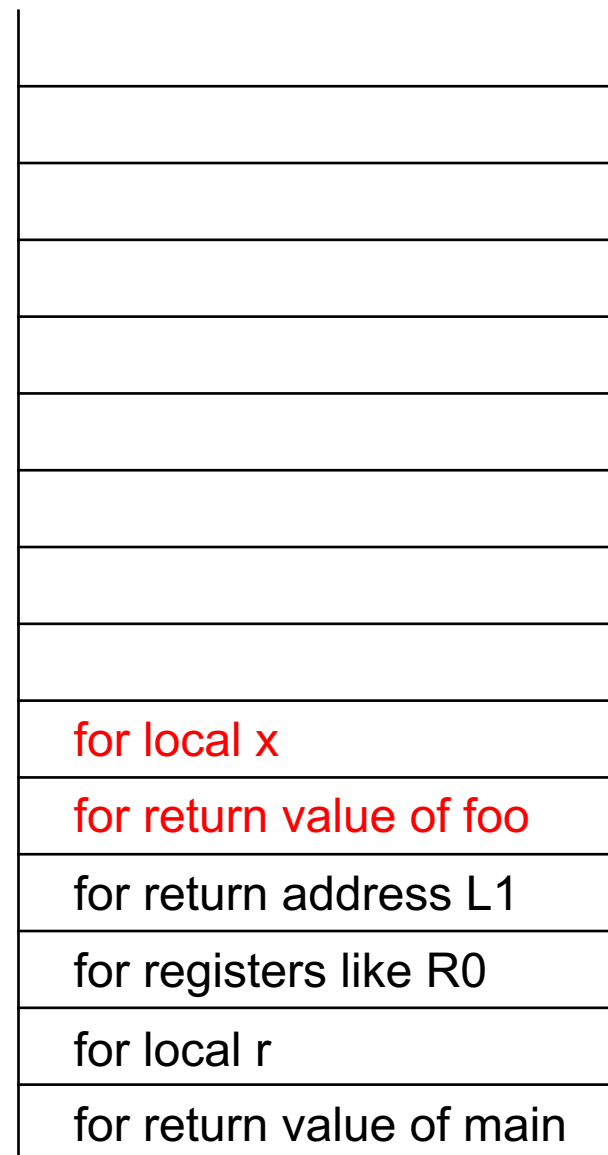 for local x
for return value of foo
for return address L1
for registers like R0
for local r
for return value of main